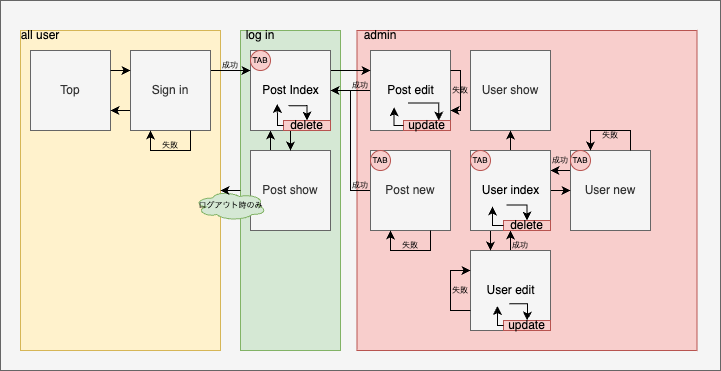 all user
log in
admin
Top
Sign in
成功
失敗
TAB
Post Index
delete
Post show
ログアウト時のみ
成功
Post edit
update
失敗
User show
TAB
Post new
成功
失敗
TAB
User index
delete
成功
TAB
User new
失敗
成功
User edit
update
失敗